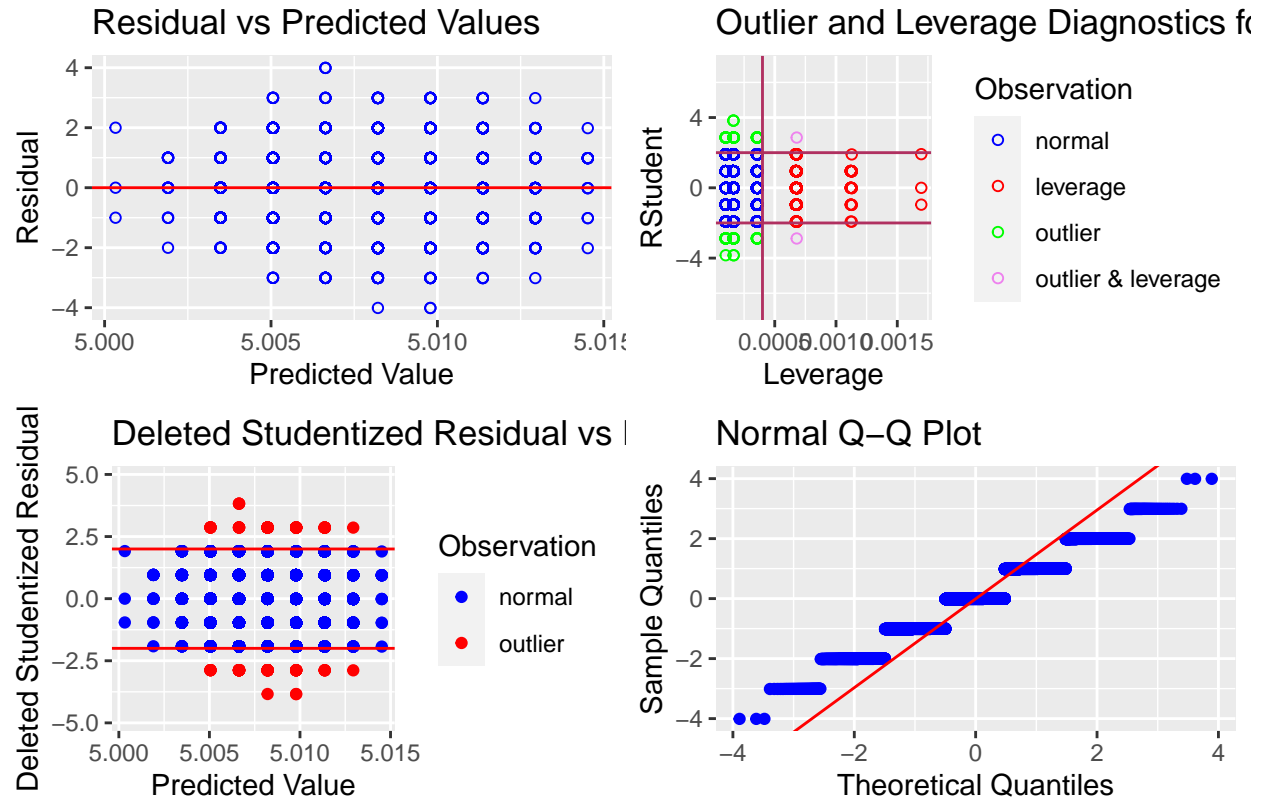 Residual vs Predicted Values
4
2
0
−2
−4
Residual
5.000
5.005
5.010
5.015
Predicted Value
Outlier and Leverage Diagnostics fo
4
0
−4
RStudent
0.0005
0.0010
0.0015
Leverage
Observation
normal
leverage
outlier
outlier & leverage
Deleted Studentized Residual vs
5.0
2.5
0.0
−2.5
−5.0
Deleted Studentized Residual
5.000
5.005
5.010
5.015
Predicted Value
Observation
normal
outlier
Normal Q−Q Plot
4
2
0
−2
−4
Sample Quantiles
−4
−2
0
2
4
Theoretical Quantiles